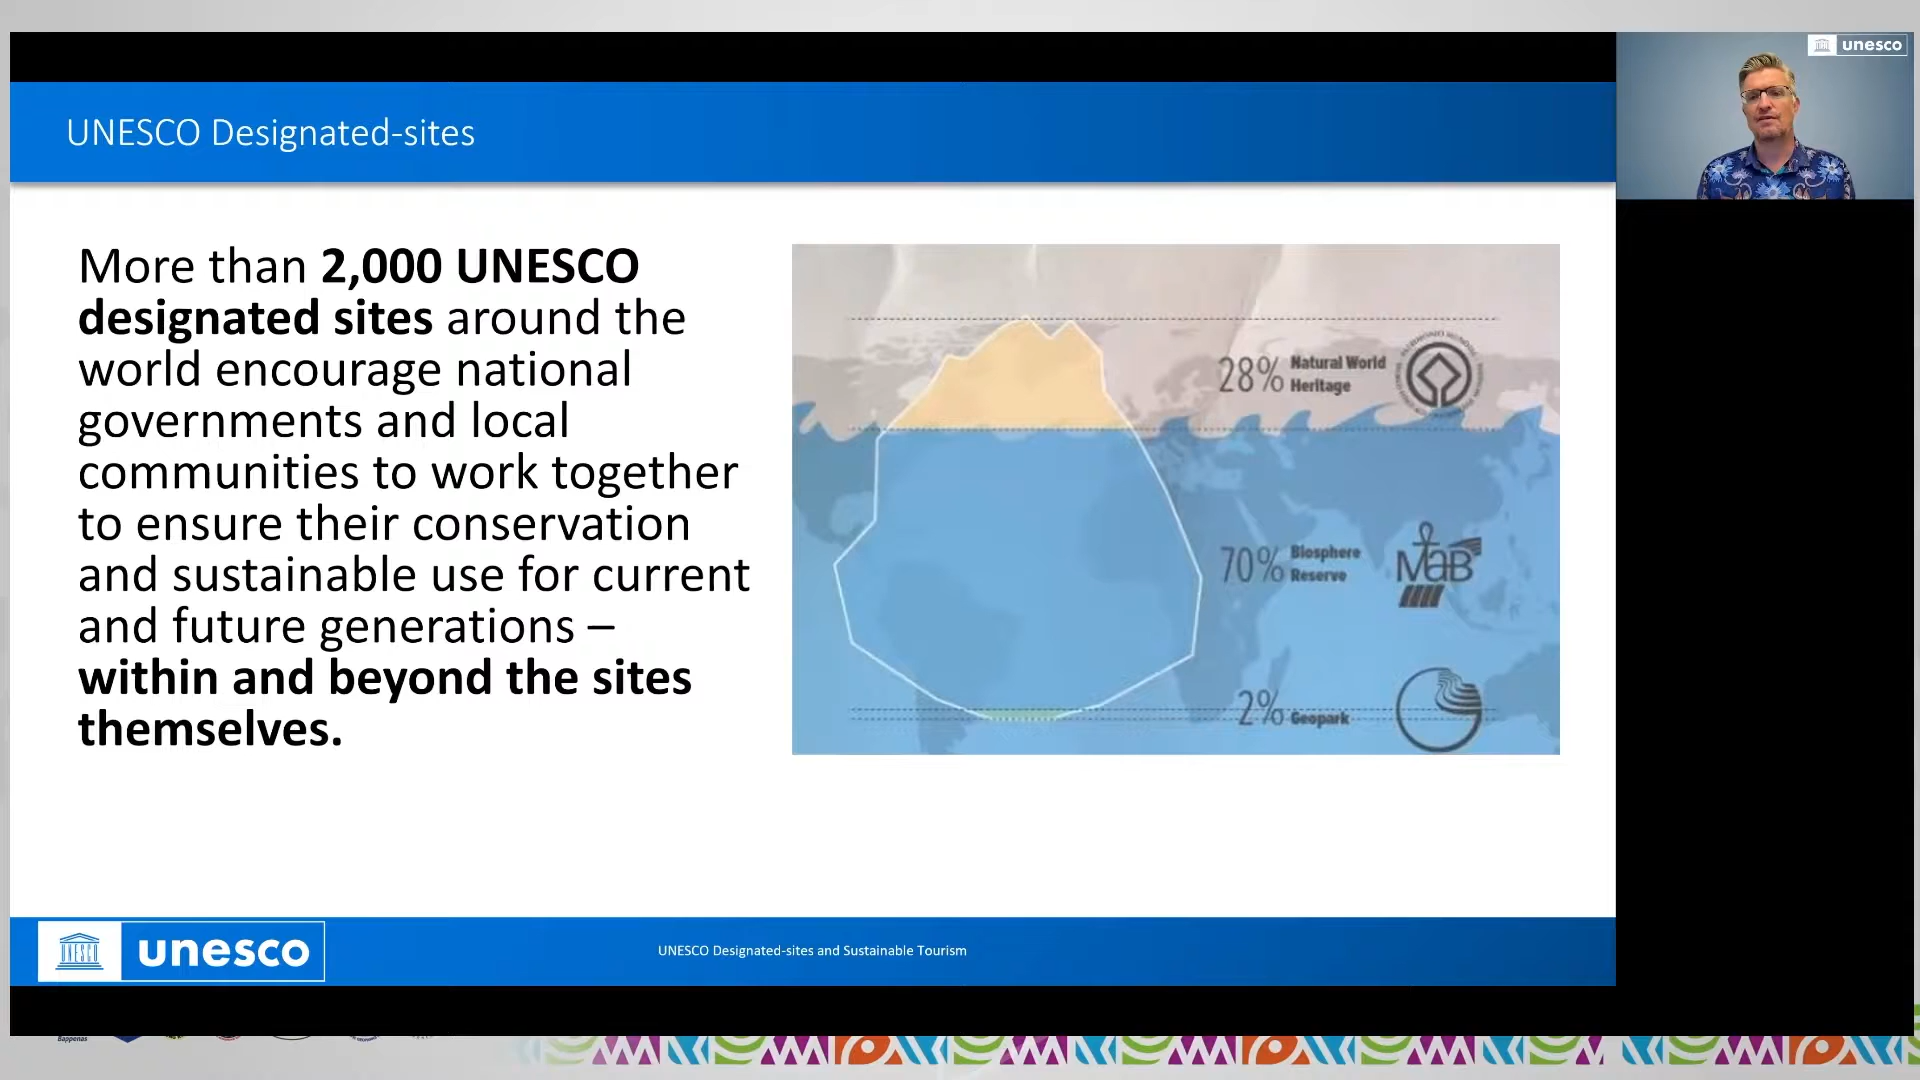 unesco
UNESCO Designated-sites
More than 2,000 UNESCO
designated sites around the
world encourage national
governments and local
communities to work together
to ensure their conservation
and sustainable use for current
and future generations –
within and beyond the sites
themselves.
28% Natural World
Heritage
70% Biosphere
Reserve
MaB
2% Geopark
UNESCO
unesco
UNESCO Designated-sites and Sustainable Tourism
Bappenas